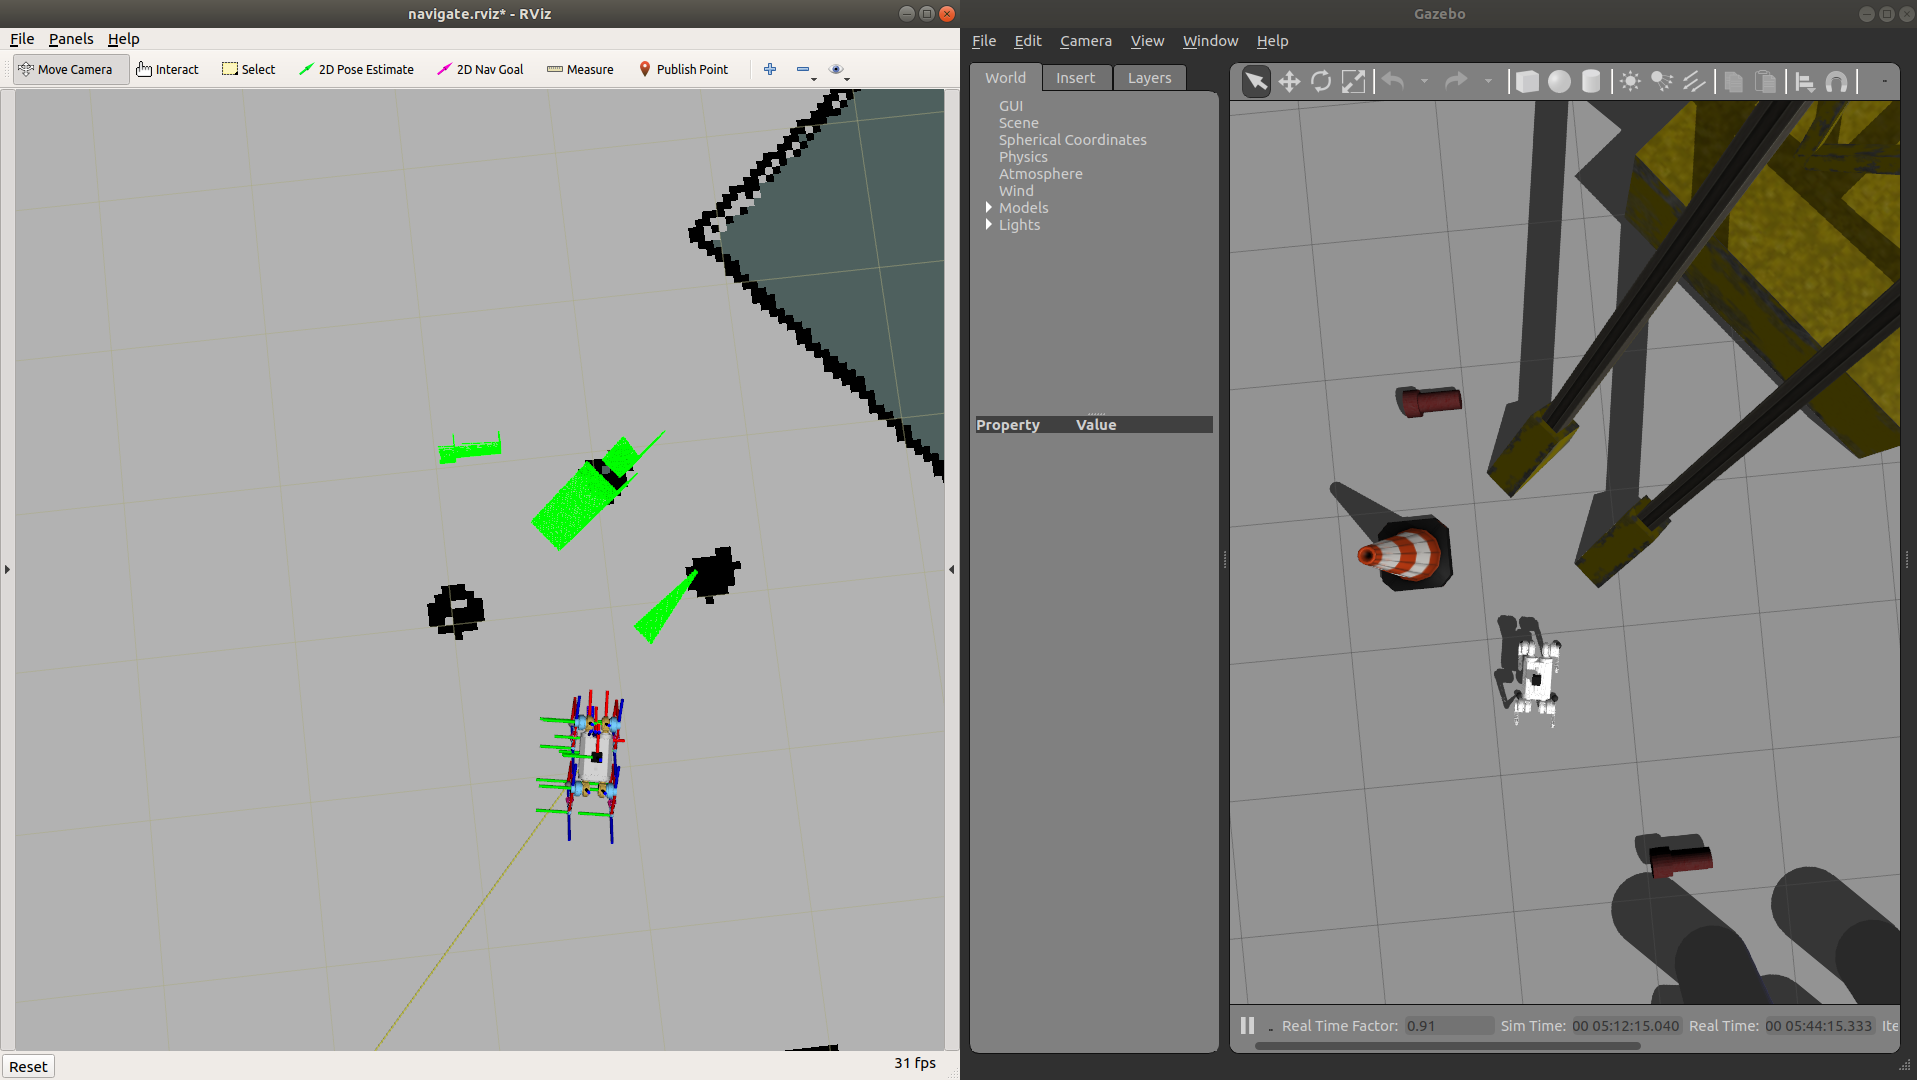 navigate.rviz* - RViz
File Panels Help
Move Camera Interact Select 2D Pose Estimate 2D Nav Goal Measure Publish Point
Reset
31 fps
Gazebo
File Edit Camera View Window Help
World Insert Layers
GUI
Scene
Spherical Coordinates
Physics
Atmosphere
Wind
Models
Lights
Property Value
Real Time Factor: 0.91 Sim Time: 00 05:12:15.040 Real Time: 00 05:44:15.333 Ite